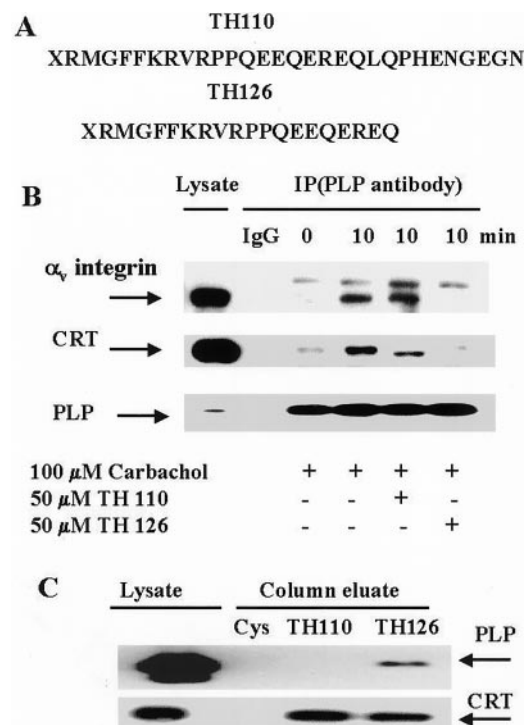 A
TH110
XRMGFFKRVRPPQEEQEREQLQPHENGEGN
TH126
XRMGFFKRVRPPQEEQEREQ
B
Lysate IP(PLP antibody)
IgG 0 10 10 10 min
αv integrin
CRT
PLP
100 μM Carbachol + + + +
50 μM TH 110 - - + -
50 μM TH 126 - - - +
C
Lysate Column eluate
Cys TH110 TH126
PLP
CRT